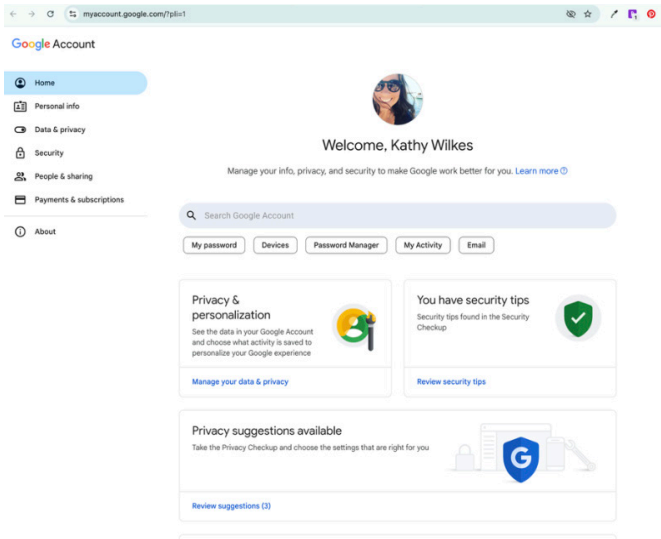 myaccount.google.com/?pli=1
Google Account
Home
Personal info
Data & privacy
Security
People & sharing
Payments & subscriptions
About
Welcome, Kathy Wilkes
Manage your info, privacy, and security to make Google work better for you. Learn more
Search Google Account
My password
Devices
Password Manager
My Activity
Email
Privacy &
personalization
See the data in your Google Account
and choose what activity is saved to
personalize your Google experience
Manage your data & privacy
You have security tips
Security tips found in the Security
Checkup
Review security tips
Privacy suggestions available
Take the Privacy Checkup and choose the settings that are right for you
G
Review suggestions (3)